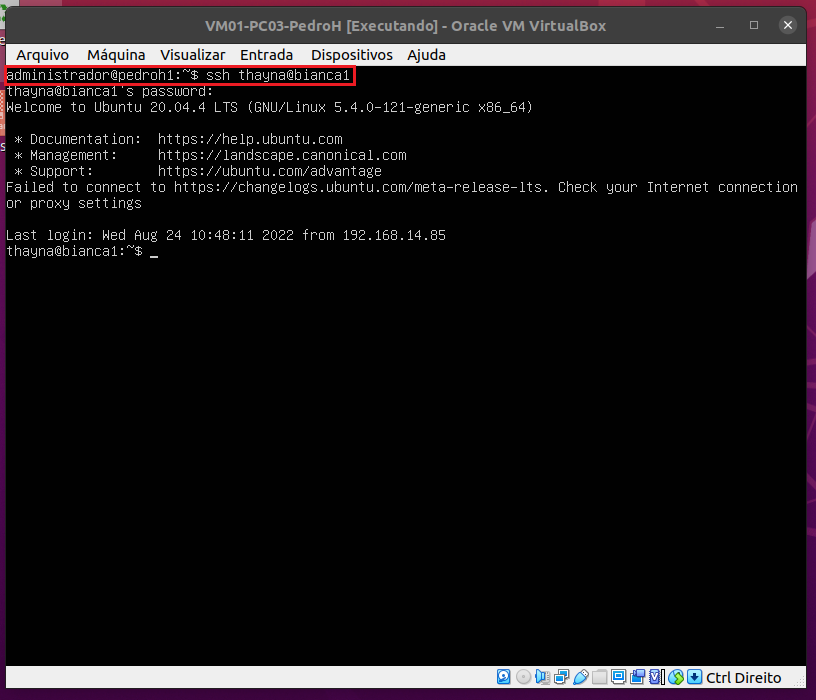 VM01-PC03-PedroH [Executando] - Oracle VM VirtualBox
Arquivo Máquina Visualizar Entrada Dispositivos Ajuda
administrador@pedroh1:~$ ssh thayna@bianca1
thayna@bianca1's password:
Welcome to Ubuntu 20.04.4 LTS (GNU/Linux 5.4.0-121-generic x86_64)
* Documentation: https://help.ubuntu.com
* Management: https://landscape.canonical.com
* Support: https://ubuntu.com/advantage
Failed to connect to https://changelogs.ubuntu.com/meta-release-lts. Check your Internet connection
or proxy settings
Last login: Wed Aug 24 10:48:11 2022 from 192.168.14.85
thayna@bianca1:~$ _
Ctrl Direito